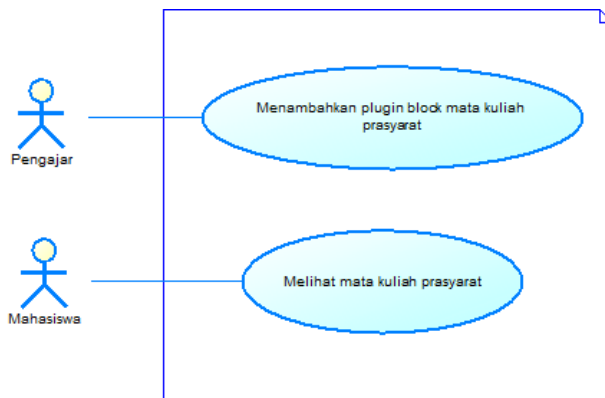 Menambahkan plugin block mata kuliah
prasyarat
Pengajar
Melihat mata kuliah prasyarat
Mahasiswa